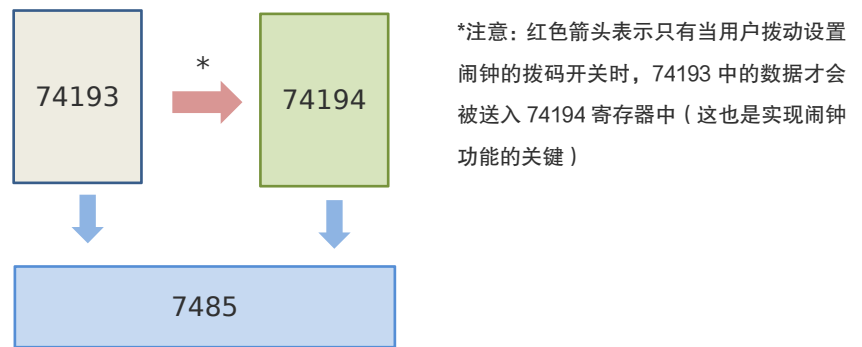 *注意：红色箭头表示只有当用户拨动设置
闹钟的拨码开关时，74193 中的数据才会
被送入 74194 寄存器中（这也是实现闹钟
功能的关键）
*
74193
74194
7485